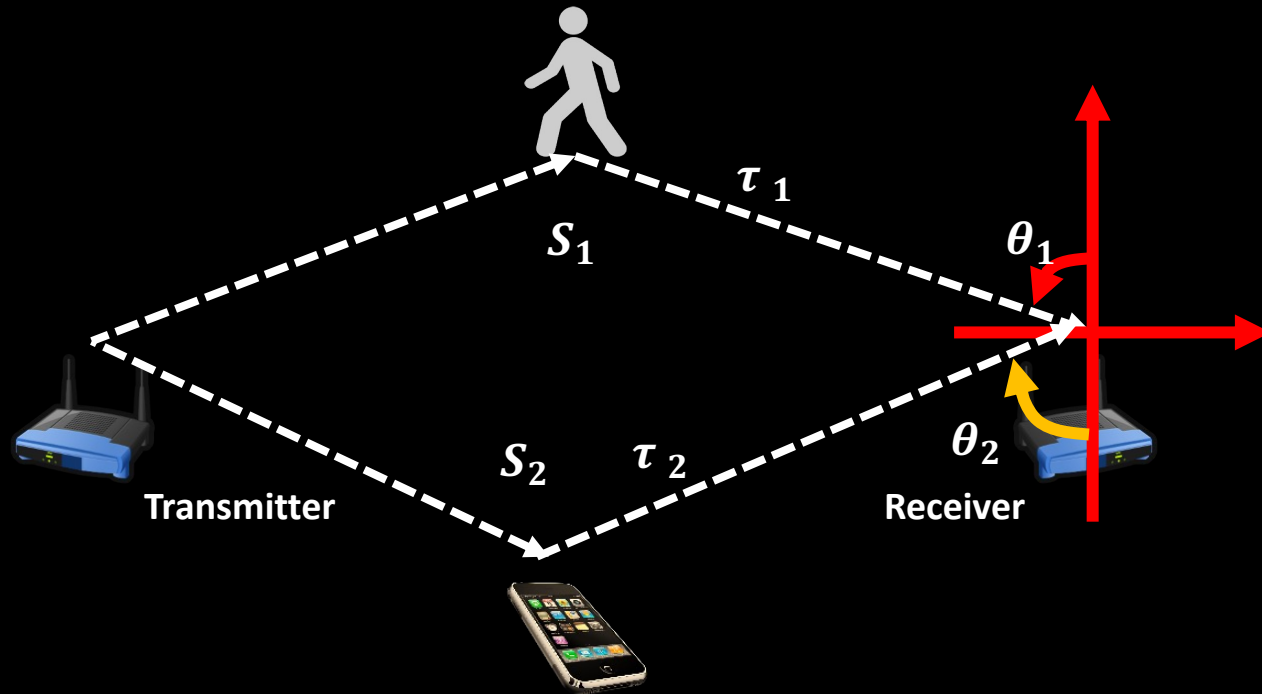 τ 1
S1
θ1
S2
τ 2
θ2
Transmitter
Receiver